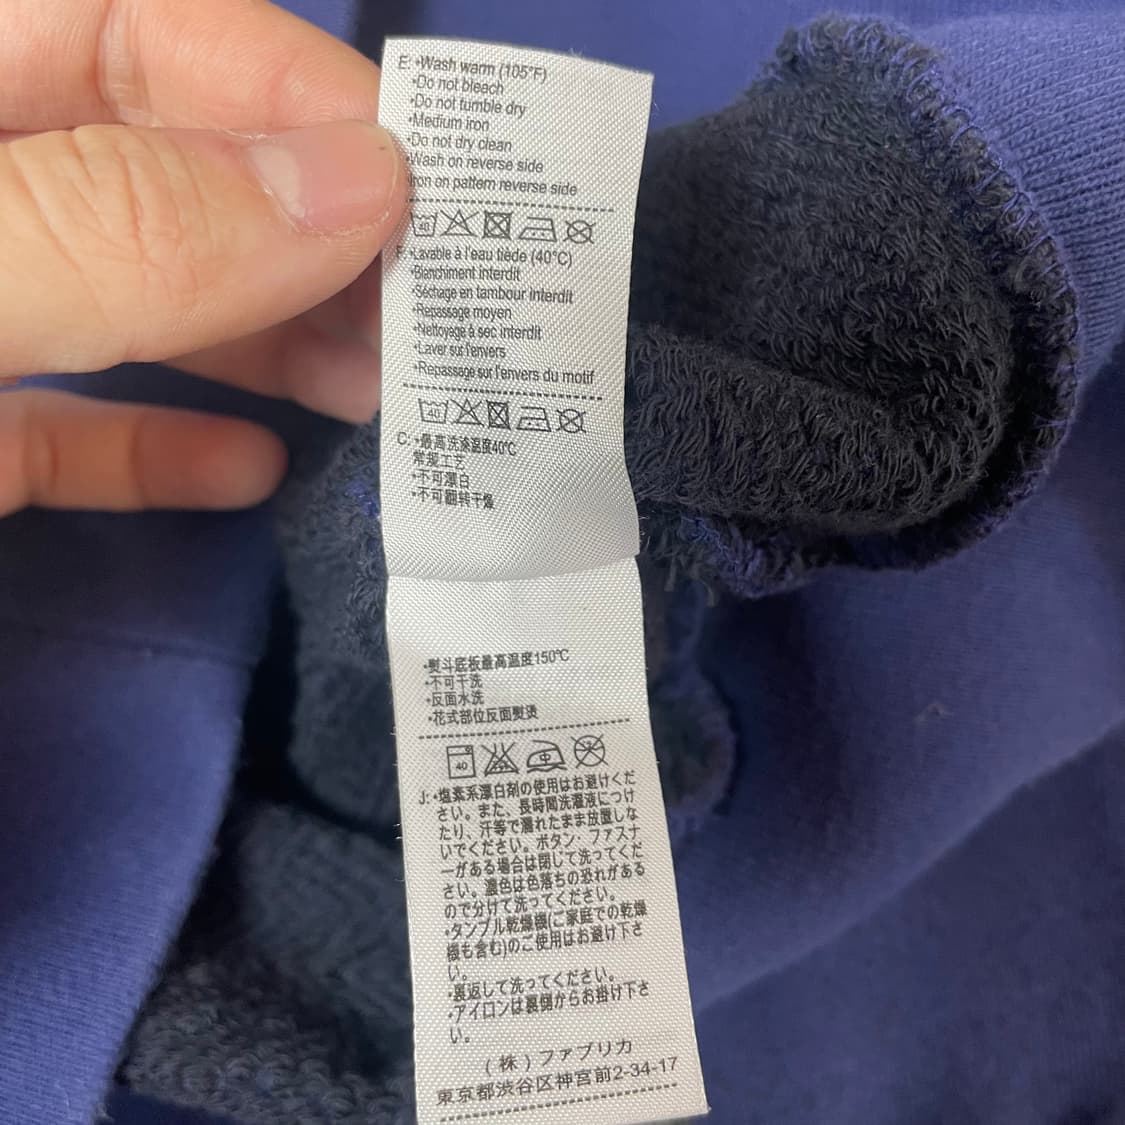 E: •Wash warm (105°F)
•Do not bleach
•Do not tumble dry
•Medium iron
•Do not dry clean
•Wash on reverse side
Iron on pattern reverse side
40
F: •Lavable à l'eau tiède (40°C)
•Blanchiment interdit
•Séchage en tambour interdit
•Repassage moyen
•Nettoyage à sec interdit
•Laver sur l'envers
•Repassage sur l'envers du motif
40
C: •最高洗涤温度40℃
常规工艺
•不可漂白
•不可翻转干燥
•熨斗底板最高温度150℃
•不可干洗
•反面水洗
•花式部位反面熨烫
40 中
J: •塩素系漂白剤の使用はお避けくだ
さい。また、長時間洗濯液につけ
たり、汗等で濡れたまま放置しな
いでください。ボタン・ファスナ
ーがある場合は閉じて洗ってくだ
さい。濃色は色落ちの恐れがある
ので分けて洗ってください。
•タンブル乾燥機(ご家庭での乾燥
機も含む)のご使用はお避け下さ
い。
•裏返して洗ってください。
•アイロンは裏側からお掛け下さ
い。
(株)ファブリカ
東京都渋谷区神宮前2-34-17